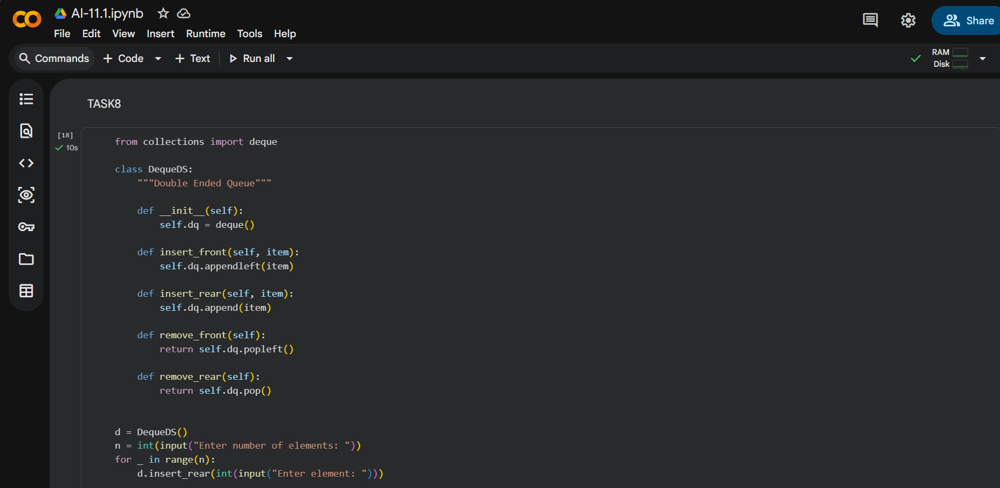 AI-11.1.ipynb
File Edit View Insert Runtime Tools Help
Share
Commands + Code + Text Run all
RAM
Disk
TASK8
[18]
10s
from collections import deque
class DequeDS:
    """Double Ended Queue"""
    def __init__(self):
        self.dq = deque()
    def insert_front(self, item):
        self.dq.appendleft(item)
    def insert_rear(self, item):
        self.dq.append(item)
    def remove_front(self):
        return self.dq.popleft()
    def remove_rear(self):
        return self.dq.pop()
d = DequeDS()
n = int(input("Enter number of elements: "))
for _ in range(n):
    d.insert_rear(int(input("Enter element: ")))